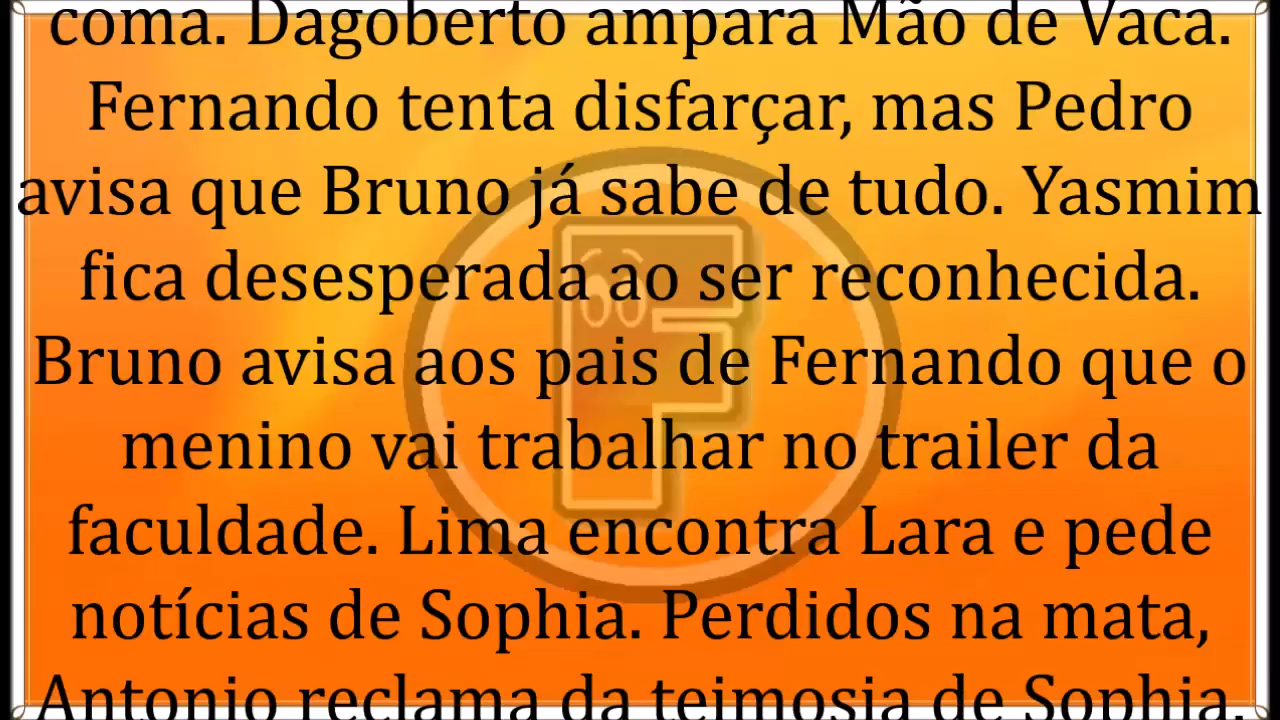 coma. Dagoberto ampara Mão de Vaca.
Fernando tenta disfarçar, mas Pedro
avisa que Bruno já sabe de tudo. Yasmim
fica desesperada ao ser reconhecida.
Bruno avisa aos pais de Fernando que o
menino vai trabalhar no trailer da
faculdade. Lima encontra Lara e pede
notícias de Sophia. Perdidos na mata,
Antonio reclama da teimosia de Sophia.